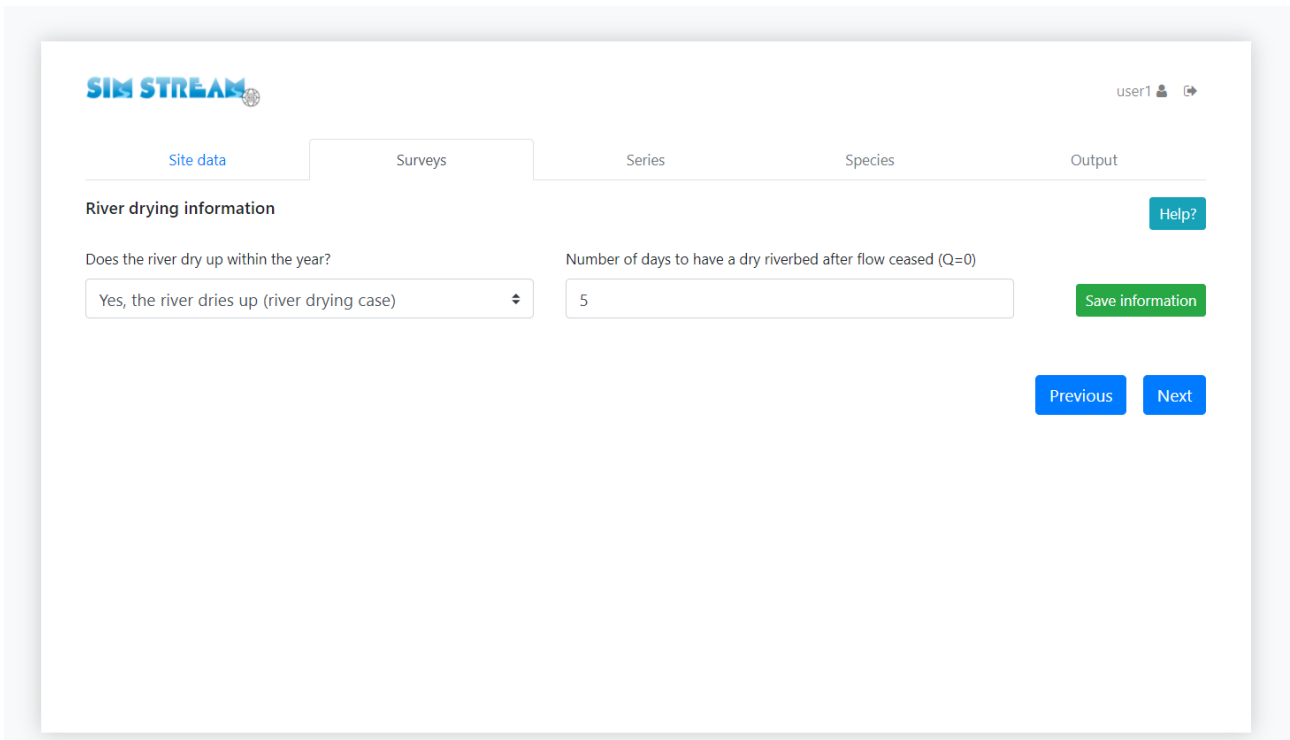 SIM STREAM
user1
Site data Surveys Series Species Output
River drying information
Help?
Does the river dry up within the year?
Number of days to have a dry riverbed after flow ceased (Q=0)
Yes, the river dries up (river drying case)
5
Save information
Previous Next